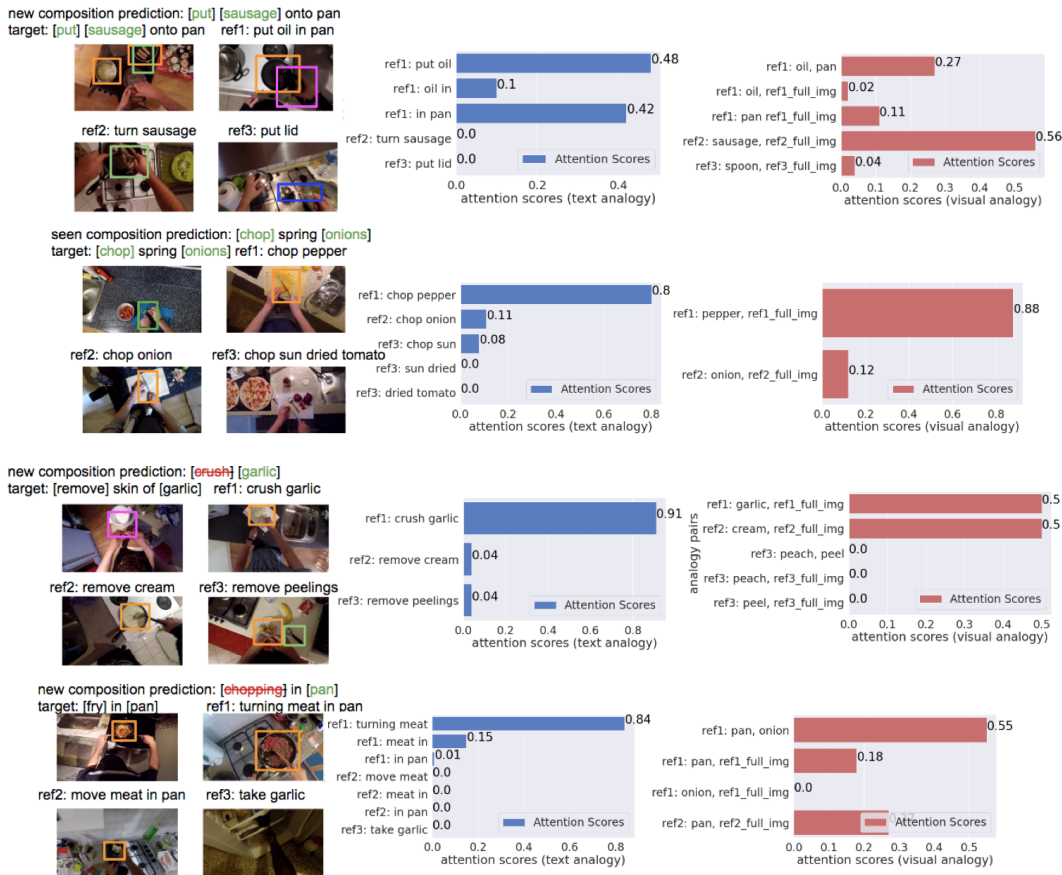 new composition prediction: [put] [sausage] onto pan
target: [put] [sausage] onto pan ref1: put oil in pan
ref2: turn sausage ref3: put lid
ref1: put oil 0.48
ref1: oil in 0.1
ref1: in pan 0.42
ref2: turn sausage 0.0
ref3: put lid 0.0
Attention Scores
0.0 0.2 0.4
attention scores (text analogy)
ref1: oil, pan 0.27
ref1: oil, ref1_full_img 0.02
ref1: pan ref1_full_img 0.11
ref2: sausage, ref2_full_img 0.56
ref3: spoon, ref3_full_img 0.04
Attention Scores
0.0 0.1 0.2 0.3 0.4 0.5
attention scores (visual analogy)
seen composition prediction: [chop] spring [onions]
target: [chop] spring [onions] ref1: chop pepper
ref2: chop onion ref3: chop sun dried tomato
ref1: chop pepper 0.8
ref2: chop onion 0.11
ref3: chop sun 0.08
ref3: sun dried 0.0
ref3: dried tomato 0.0
Attention Scores
0.0 0.2 0.4 0.6 0.8
attention scores (text analogy)
ref1: pepper, ref1_full_img 0.88
ref2: onion, ref2_full_img 0.12
Attention Scores
0.0 0.2 0.4 0.6 0.8
attention scores (visual analogy)
new composition prediction: [crush] [garlic]
target: [remove] skin of [garlic] ref1: crush garlic
ref2: remove cream ref3: remove peelings
ref1: crush garlic 0.91
ref2: remove cream 0.04
ref3: remove peelings 0.04
Attention Scores
0.0 0.2 0.4 0.6 0.8
attention scores (text analogy)
analogy pairs
ref1: garlic, ref1_full_img 0.5
ref2: cream, ref2_full_img 0.5
ref3: peach, peel 0.0
ref3: peach, ref3_full_img 0.0
ref3: peel, ref3_full_img 0.0
Attention Scores
0.0 0.1 0.2 0.3 0.4 0.5
attention scores (visual analogy)
new composition prediction: [chopping] in [pan]
target: [fry] in [pan] ref1: turning meat in pan
ref2: move meat in pan ref3: take garlic
ref1: turning meat 0.84
ref1: meat in 0.15
ref1: in pan 0.01
ref2: move meat 0.0
ref2: meat in 0.0
ref2: in pan 0.0
ref3: take garlic 0.0
Attention Scores
0.0 0.2 0.4 0.6 0.8
attention scores (text analogy)
ref1: pan, onion 0.55
ref1: pan, ref1_full_img 0.18
ref1: onion, ref1_full_img 0.0
ref2: pan, ref2_full_img
Attention Scores
0.0 0.1 0.2 0.3 0.4 0.5
attention scores (visual analogy)